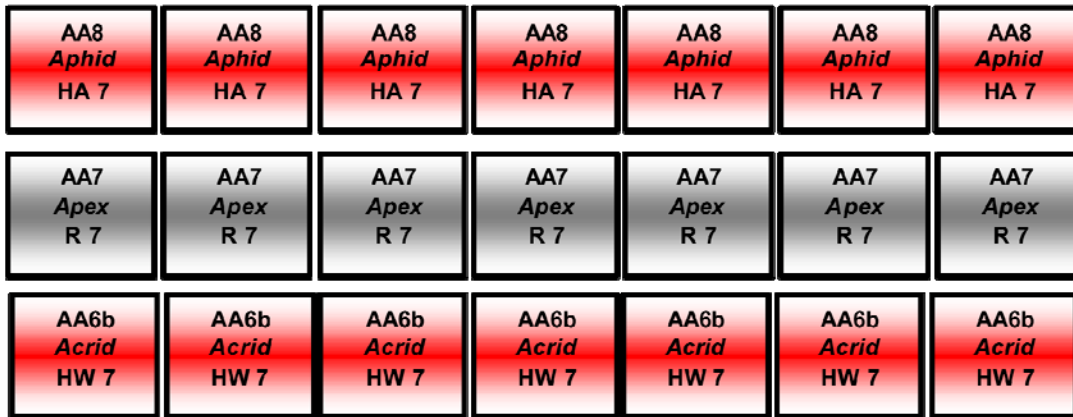 AA8 AA8 AA8 AA8 AA8 AA8 AA8
Aphid Aphid Aphid Aphid Aphid Aphid Aphid
HA 7 HA 7 HA 7 HA 7 HA 7 HA 7 HA 7
AA7 AA7 AA7 AA7 AA7 AA7 AA7
Apex Apex Apex Apex Apex Apex Apex
R 7 R 7 R 7 R 7 R 7 R 7 R 7
AA6b AA6b AA6b AA6b AA6b AA6b AA6b
Acrid Acrid Acrid Acrid Acrid Acrid Acrid
HW 7 HW 7 HW 7 HW 7 HW 7 HW 7 HW 7